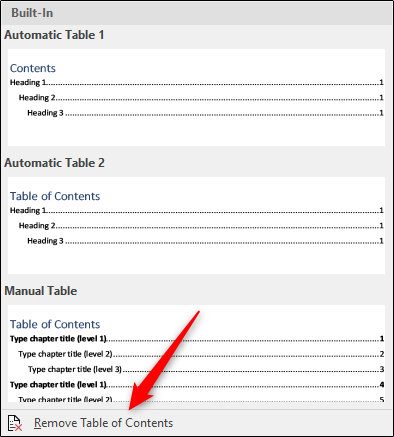 Built-In
Automatic Table 1
Contents
Heading 1........................................................................................................1
Heading 2........................................................................................................1
Heading 3........................................................................................................1
Automatic Table 2
Table of Contents
Heading 1........................................................................................................1
Heading 2........................................................................................................1
Heading 3........................................................................................................1
Manual Table
Table of Contents
Type chapter title (level 1)........................................................................................................1
Type chapter title (level 2)........................................................................................................2
Type chapter title (level 3)........................................................................................................3
Type chapter title (level 1)........................................................................................................4
Type chapter title (level 2)........................................................................................................5
Remove Table of Contents